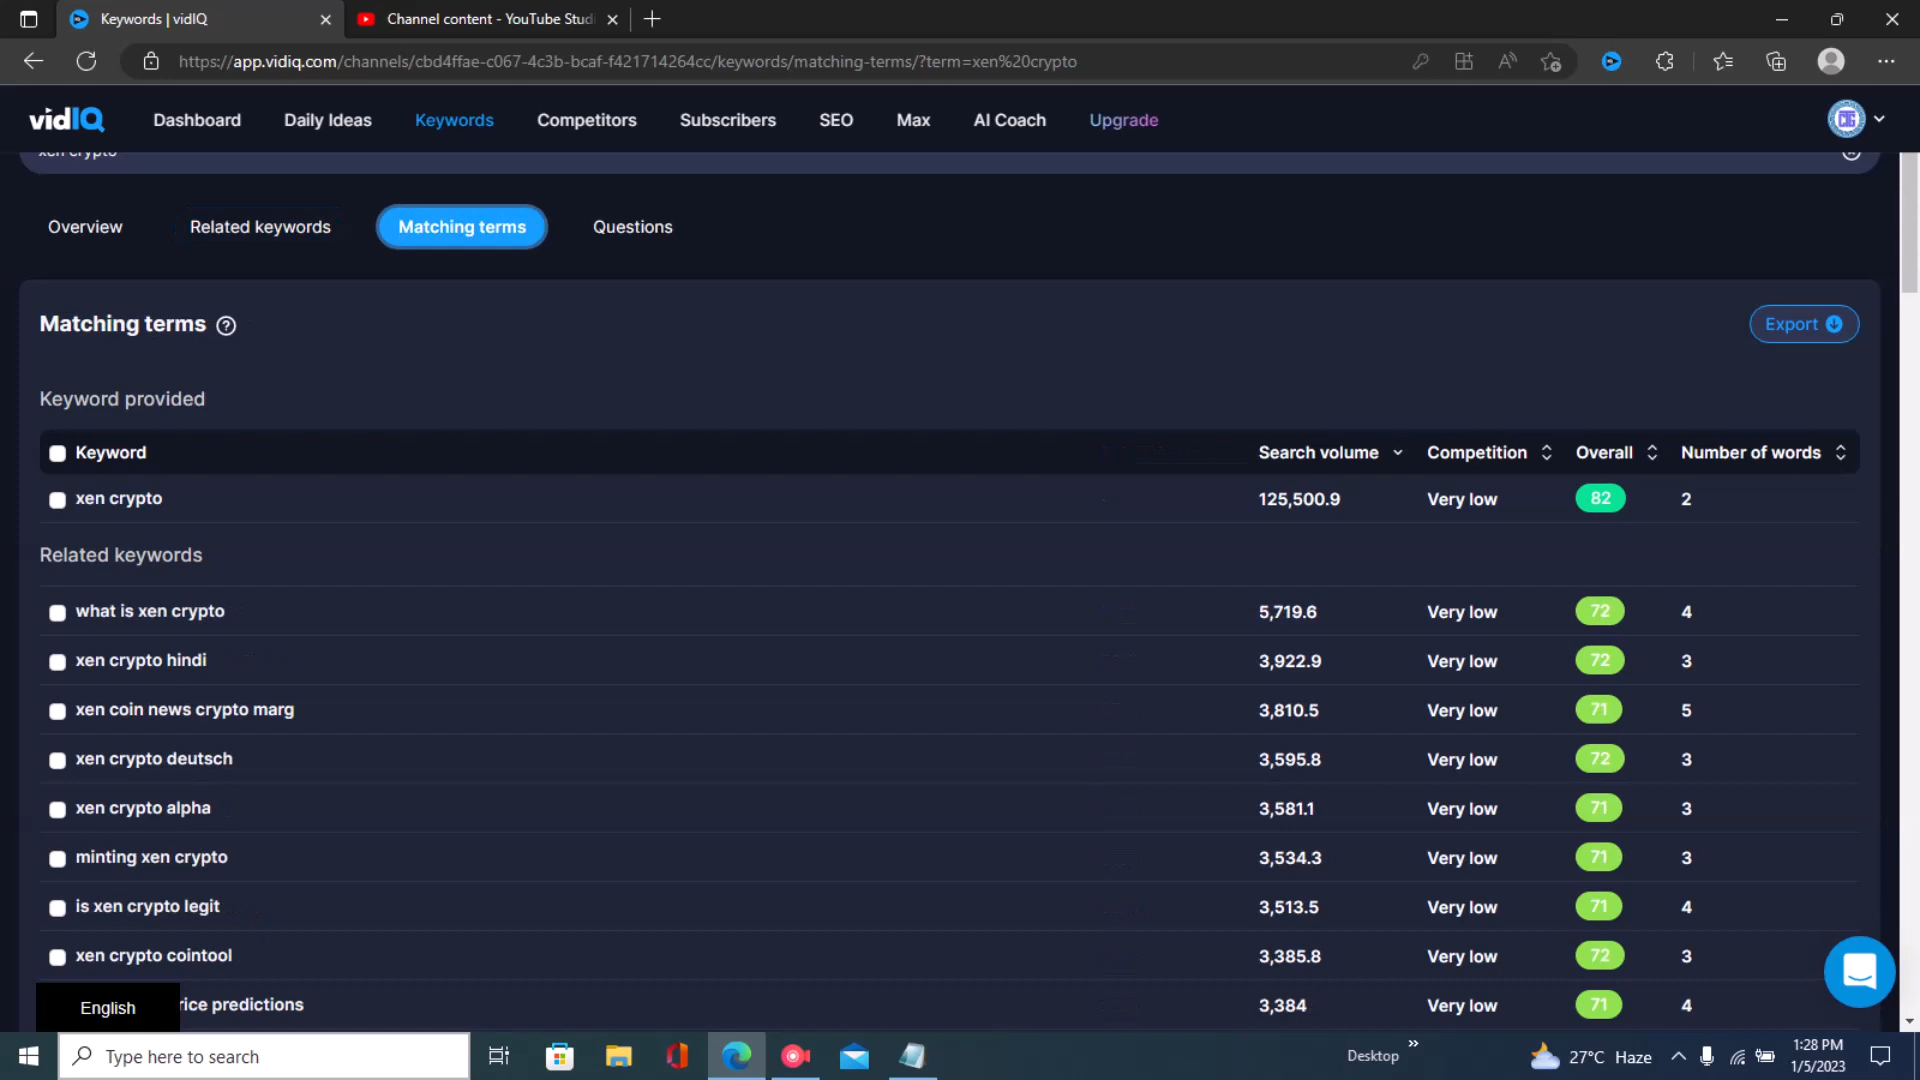 Keywords | vidIQ
Channel content - YouTube Studi
https://app.vidiq.com/channels/cbd4ffae-c067-4c3b-bcaf-f421714264cc/keywords/matching-terms/?term=xen%20crypto
vidIQ
Dashboard
Daily Ideas
Keywords
Competitors
Subscribers
SEO
Max
AI Coach
Upgrade
xen crypto
Overview
Related keywords
Matching terms
Questions
Matching terms
Export
Keyword provided
Keyword Search volume Competition Overall Number of words
xen crypto 125,500.9 Very low 82 2
Related keywords
what is xen crypto 5,719.6 Very low 72 4
xen crypto hindi 3,922.9 Very low 72 3
xen coin news crypto marg 3,810.5 Very low 71 5
xen crypto deutsch 3,595.8 Very low 72 3
xen crypto alpha 3,581.1 Very low 71 3
minting xen crypto 3,534.3 Very low 71 3
is xen crypto legit 3,513.5 Very low 71 4
xen crypto cointool 3,385.8 Very low 72 3
rice predictions 3,384 Very low 71 4
English
Type here to search
Desktop
27°C Haze
1:28 PM
1/5/2023